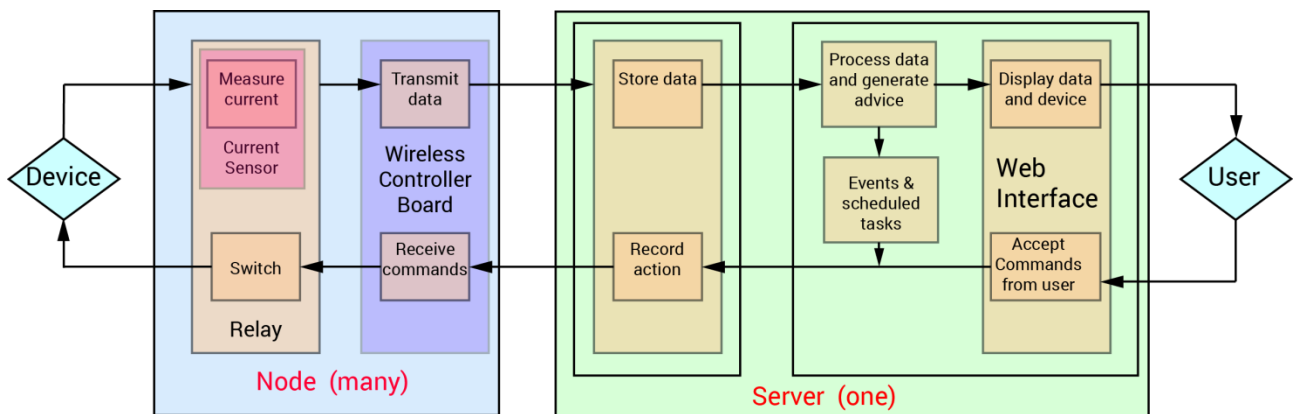 Device
Measure
current
Current
Sensor
Switch
Relay
Transmit
data
Wireless
Controller
Board
Receive
commands
Node (many)
Store data
Record
action
Process data
and generate
advice
Events &
scheduled
tasks
Display data
and device
Web
Interface
Accept
Commands
from user
Server (one)
User